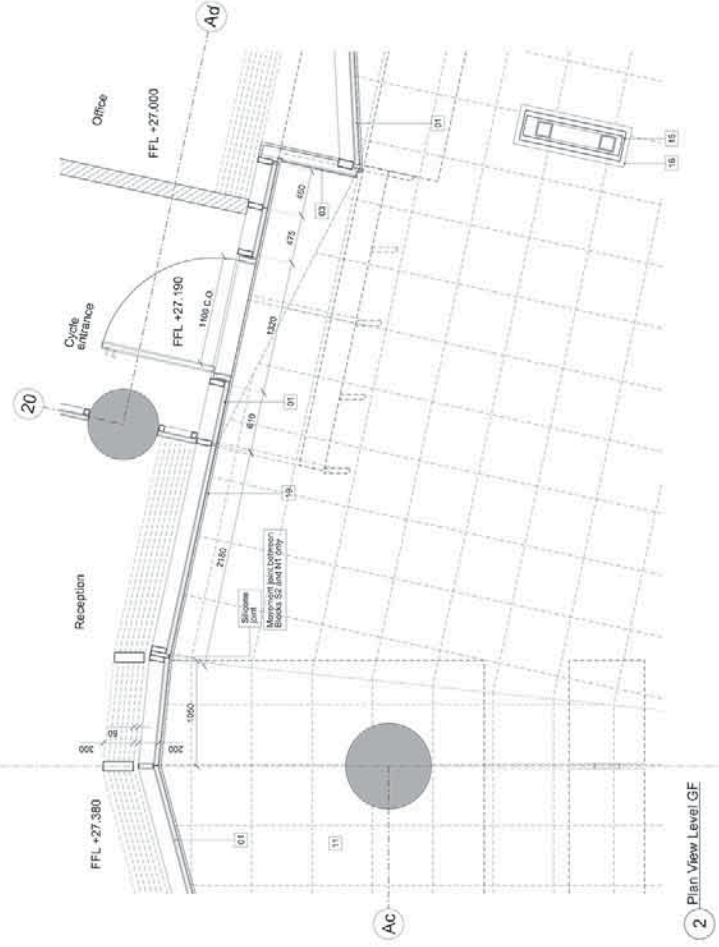 Ad
Office
FFL +27.000
Cycle
entrance
FFL +27.190
1100 C.O.
20
Reception
FFL +27.380
300
80
200
1050
2180
610
1320
475
450
03
01
01
19
01
11
Silicone
joint
Movement joint between
Blocks S2 and N1 only
16
15
Ac
2
Plan View Level GF